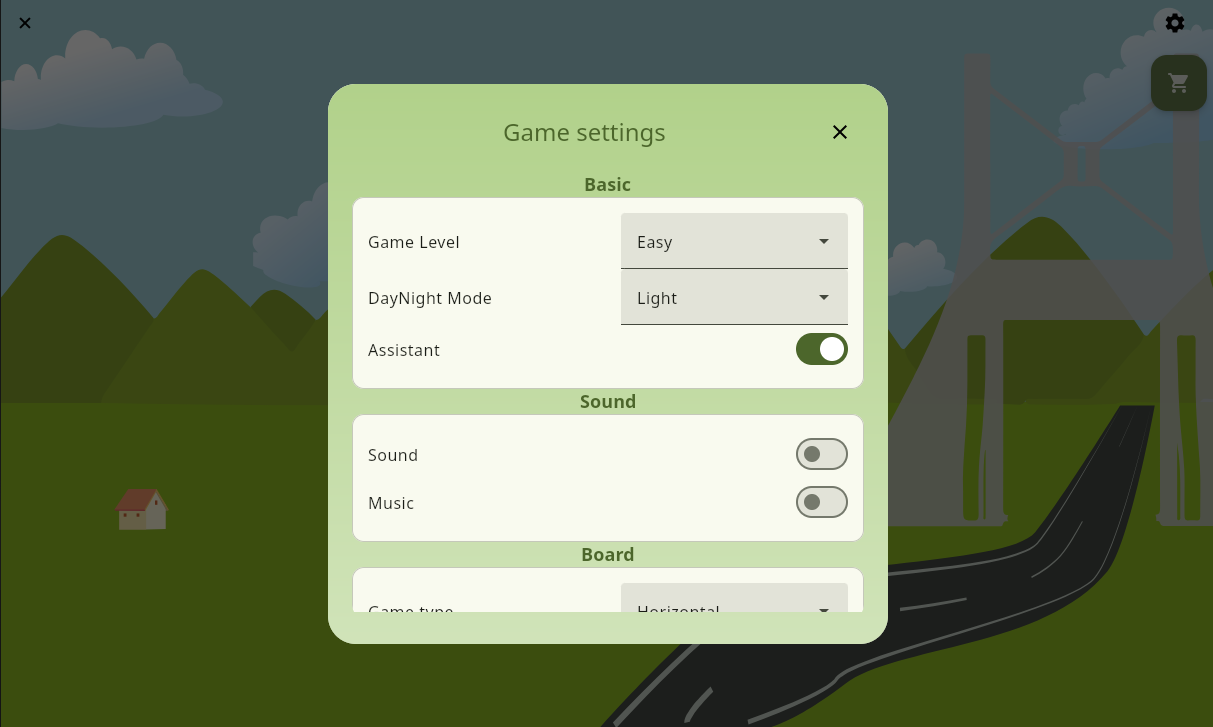 Game settings
Basic
Game Level Easy
DayNight Mode Light
Assistant
Sound
Sound
Music
Board
Game type Horizontal